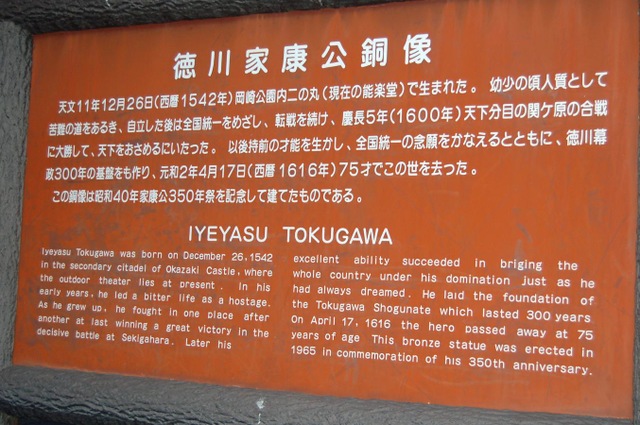 徳川家康公銅像
天文11年12月26日(西暦1542年)岡崎公園内二の丸(現在の能楽堂)で生まれた。 幼少の頃人質として
苦難の道をあるき、自立した後は全国統一をめざし、転戦を続け、慶長5年(1600年)天下分目の関ケ原の合戦
に大勝して、天下をおさめるにいたった。 以後持前の才能を生かし、全国統一の念願をかなえるとともに、徳川幕
政300年の基盤をも作り、元和2年4月17日(西暦1616年)75才でこの世を去った。
この銅像は昭和40年家康公350年祭を記念して建てたものである。
IYEYASU TOKUGAWA
Iyeyasu Tokugawa was born on December 26,1542
in the secondary citadel of Okazaki Castle, where
the outdoor theater lies at present. In his
early years, he led a bitter life as a hostage.
As he grew up, he fought in one place after
another at last winning a great victory in the
decisive battle at Sekigahara. Later his
excellent ability succeeded in briging the
whole country under his domination just as he
had always dreamed. He laid the foundation of
the Tokugawa Shogunate which lasted 300 years
On April 17, 1616 the hero passed away at 75
years of age This bronze statue was erected in
1965 in commemoration of his 350th anniversary.